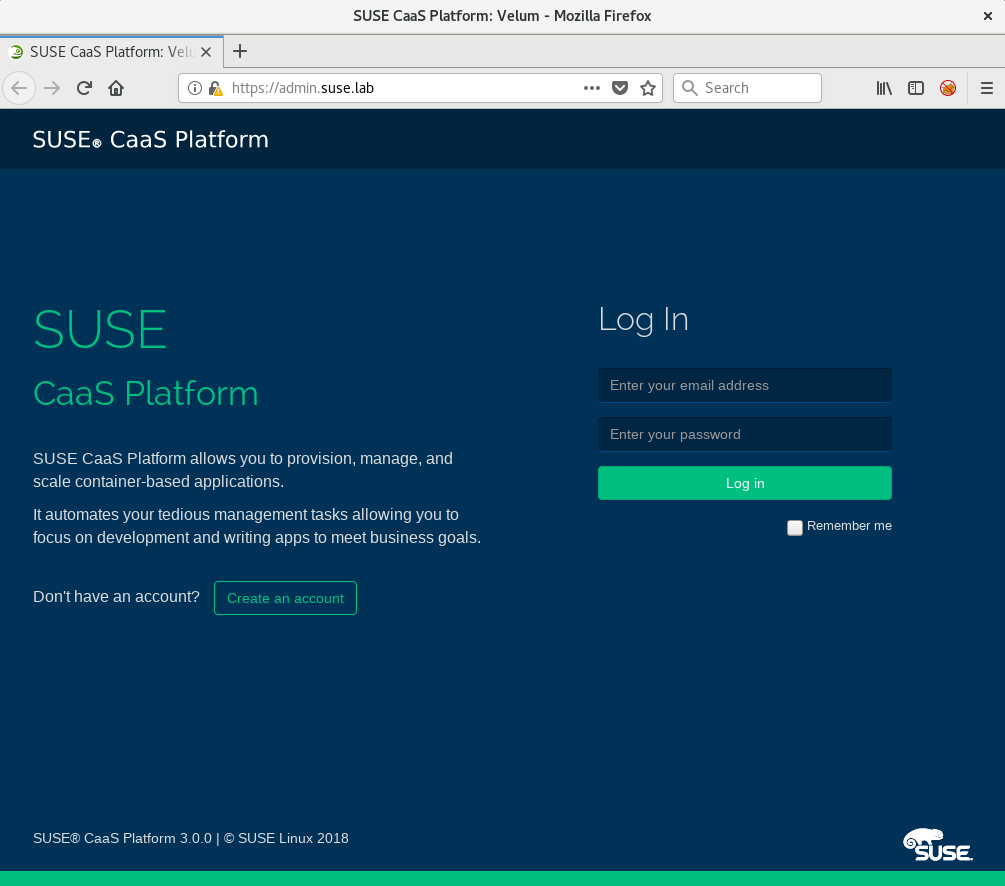 SUSE CaaS Platform: Velum - Mozilla Firefox
SUSE CaaS Platform: Velu
https://admin.suse.lab
Search
SUSE® CaaS Platform
SUSE
CaaS Platform
SUSE CaaS Platform allows you to provision, manage, and
scale container-based applications.
It automates your tedious management tasks allowing you to
focus on development and writing apps to meet business goals.
Don't have an account?
Create an account
Log In
Enter your email address
Enter your password
Log in
Remember me
SUSE® CaaS Platform 3.0.0 | © SUSE Linux 2018
SUSE